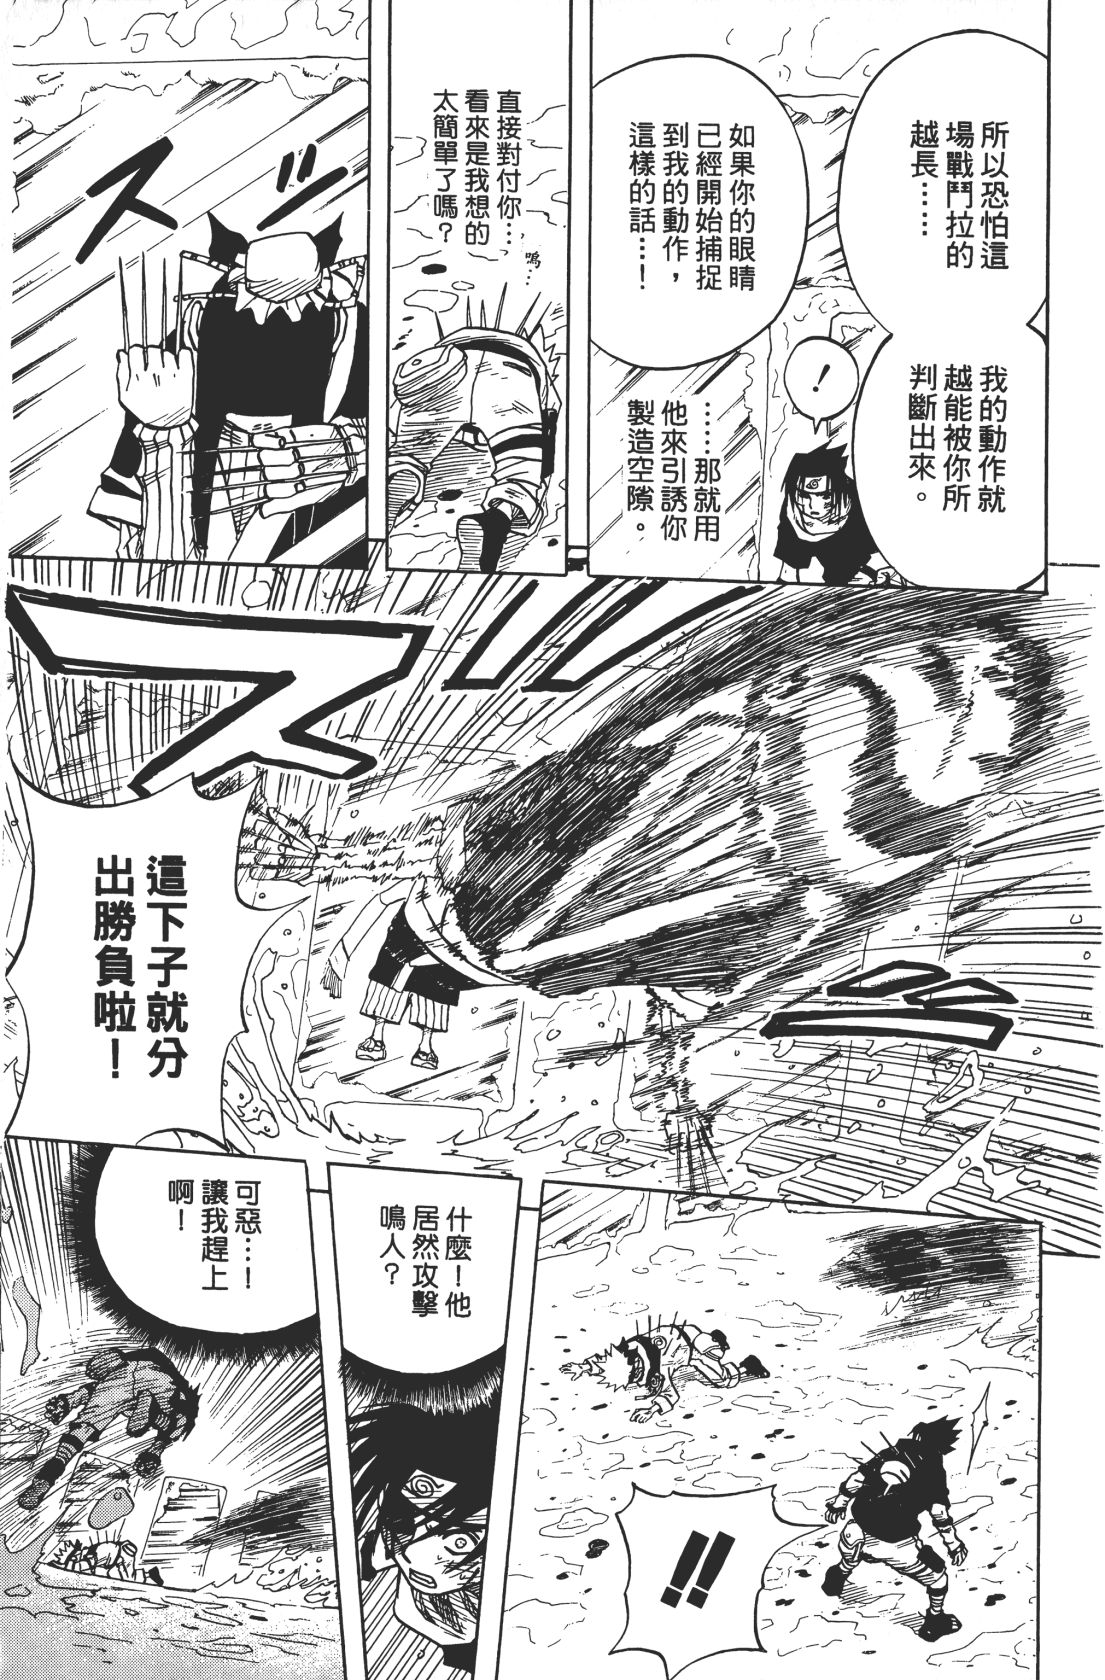 所以恐怕這
場戰鬥拉的
越長……
我的動作就
越能被你所
判斷出來。
！
如果你的眼睛
已經開始捕捉
到我的動作，
這樣的話…！
……那就用
他來引誘你
製造空隙。
直接對付你…
看來是我想的
太簡單了嗎？
嗚…
ス
ズ
这下子就分
出勝負啦！
!!
什麼！他
居然攻擊
鳴人？
可惡…！
讓我趕上
啊！